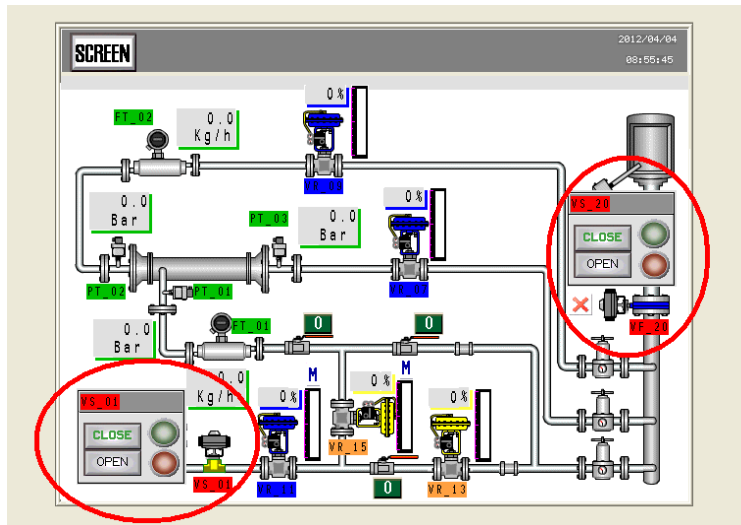 SCREEN
2012/04/04
08:55:45
0 %
FT_02
0.0
Kg/h
VS_20
CLOSE
OPEN
0.0
Bar
PT_03
0.0
Bar
0 %
PT_02
PT_01
VF_20
0.0
Bar
FT_01
0
0
0.0
Kg/h
M
M
VS_01
CLOSE
OPEN
0 %
0 %
0 %
VR_15
VS_01
0
VR_13